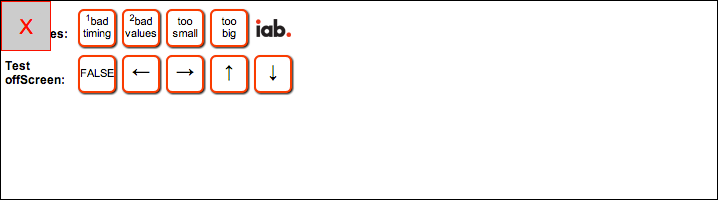 X
es:
1bad timing
2bad values
too small
too big
iab.
Test offScreen:
FALSE
←
→
↑
↓